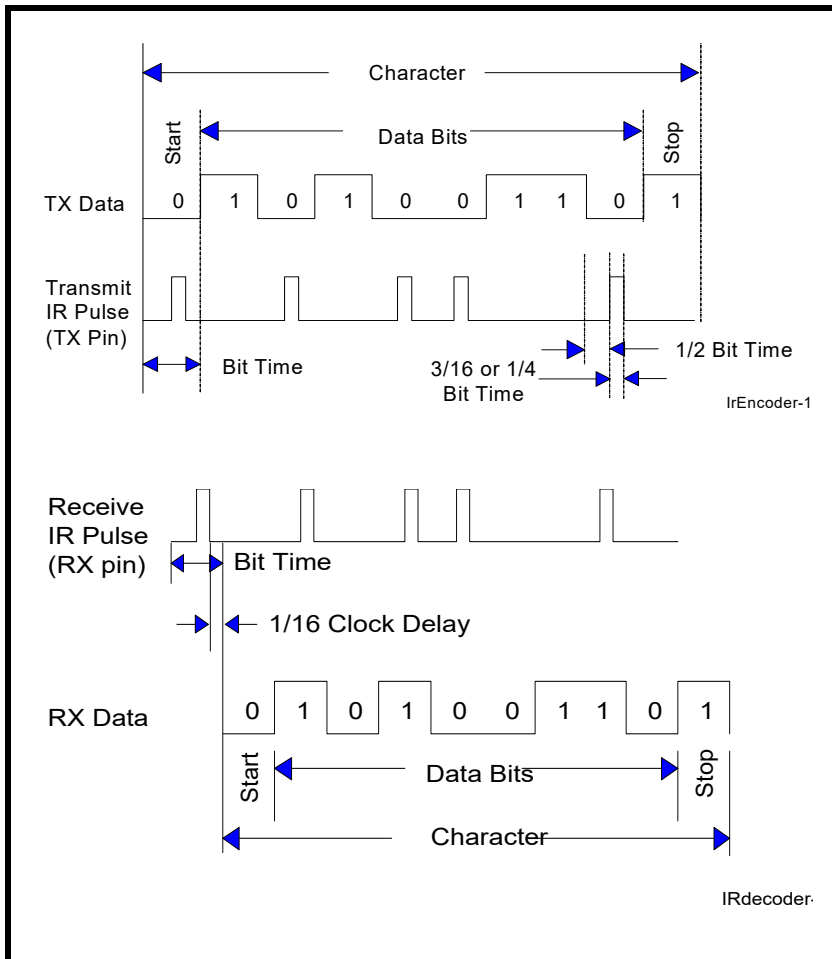 Character
Start
Data Bits
Stop
TX Data
0 1 0 1 0 0 1 1 0 1
Transmit
IR Pulse
(TX Pin)
Bit Time
3/16 or 1/4
Bit Time
1/2 Bit Time
IrEncoder-1
Receive
IR Pulse
(RX pin)
Bit Time
1/16 Clock Delay
RX Data
0 1 0 1 0 0 1 1 0 1
Start
Data Bits
Stop
Character
IRdecoder-